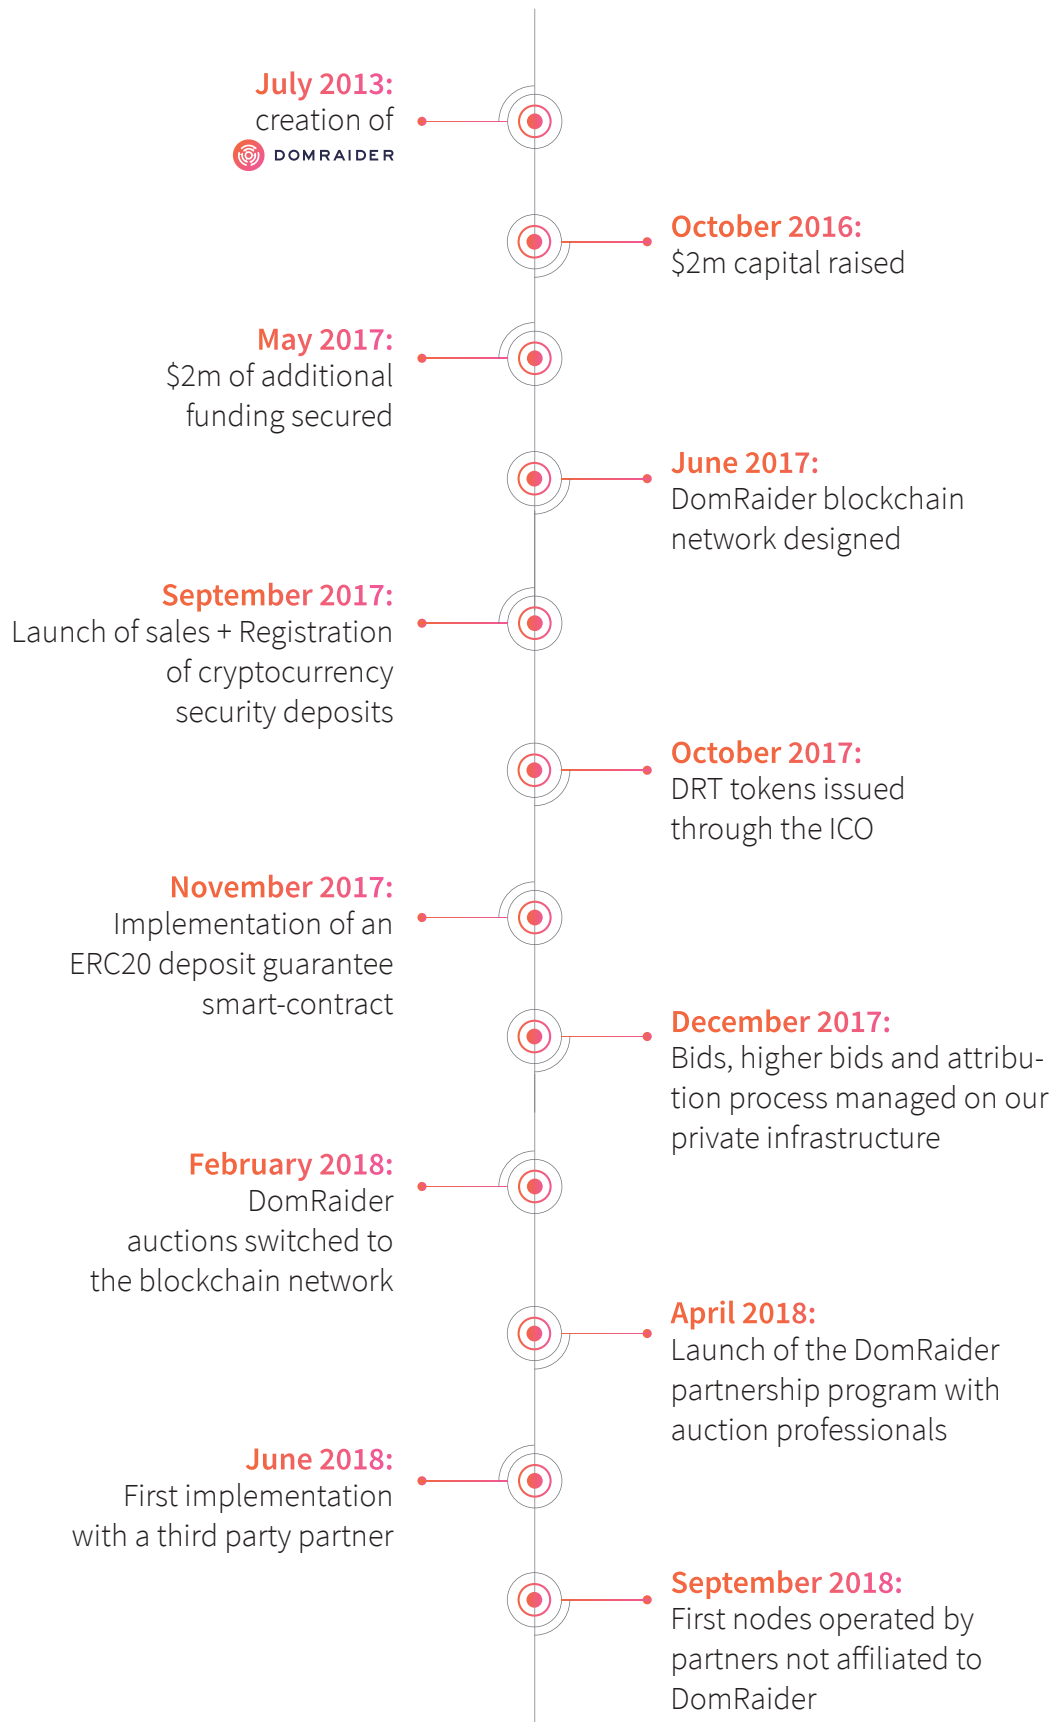 July 2013:
creation of
DOMRAIDER
October 2016:
$2m capital raised
May 2017:
$2m of additional
funding secured
June 2017:
DomRaider blockchain
network designed
September 2017:
Launch of sales + Registration
of cryptocurrency
security deposits
October 2017:
DRT tokens issued
through the ICO
November 2017:
Implementation of an
ERC20 deposit guarantee
smart-contract
December 2017:
Bids, higher bids and attribu-
tion process managed on our
private infrastructure
February 2018:
DomRaider
auctions switched to
the blockchain network
April 2018:
Launch of the DomRaider
partnership program with
auction professionals
June 2018:
First implementation
with a third party partner
September 2018:
First nodes operated by
partners not affiliated to
DomRaider